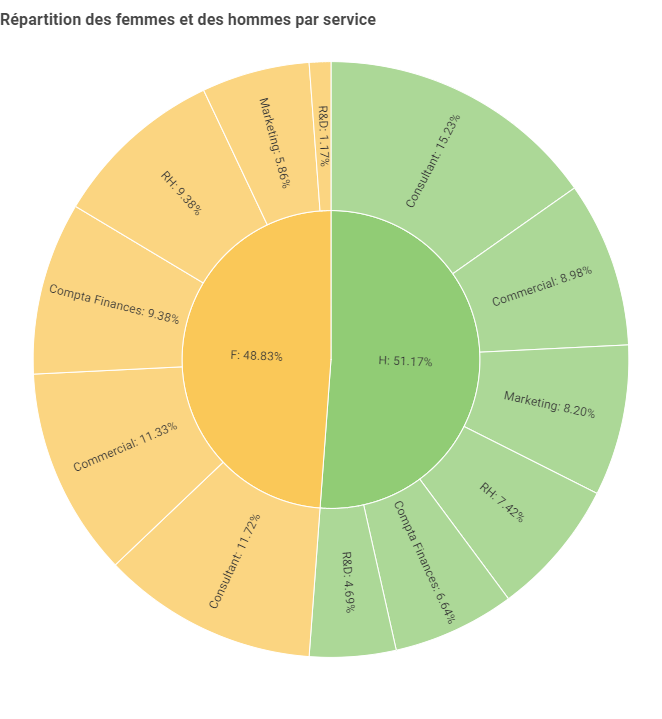 Répartition des femmes et des hommes par service
R&D: 1.17%
Marketing: 5.86%
RH: 9.38%
Compta Finances: 9.38%
Commercial: 11.33%
Consultant: 11.72%
F: 48.83%
H: 51.17%
Consultant: 15.23%
Commercial: 8.98%
Marketing: 8.20%
RH: 7.42%
Compta Finances: 6.64%
R&D: 4.69%